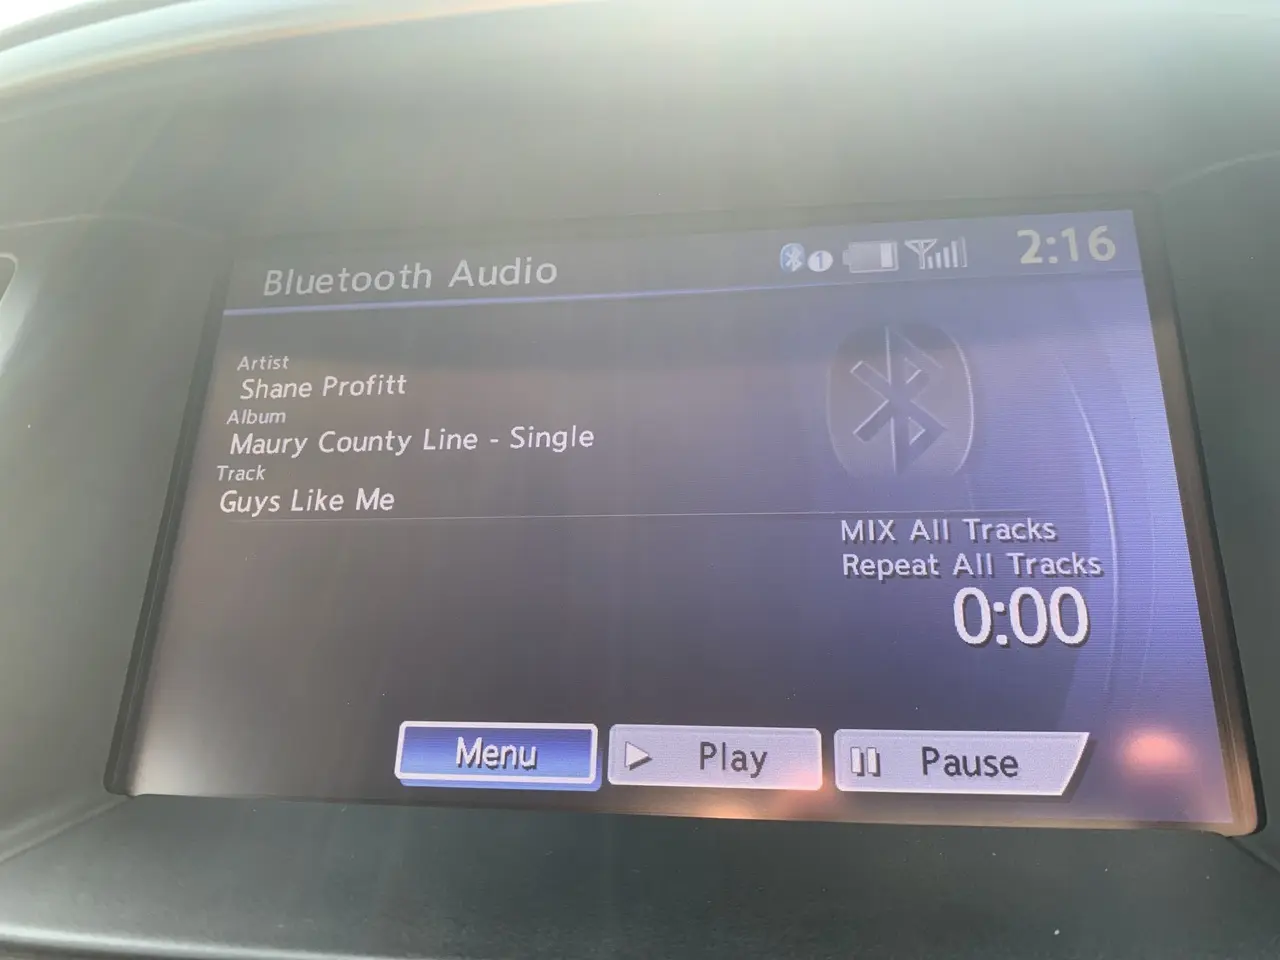 Bluetooth Audio
1
2:16
Artist
Shane Profitt
Album
Maury County Line - Single
Track
Guys Like Me
MIX All Tracks
Repeat All Tracks
0:00
Menu
Play
Pause